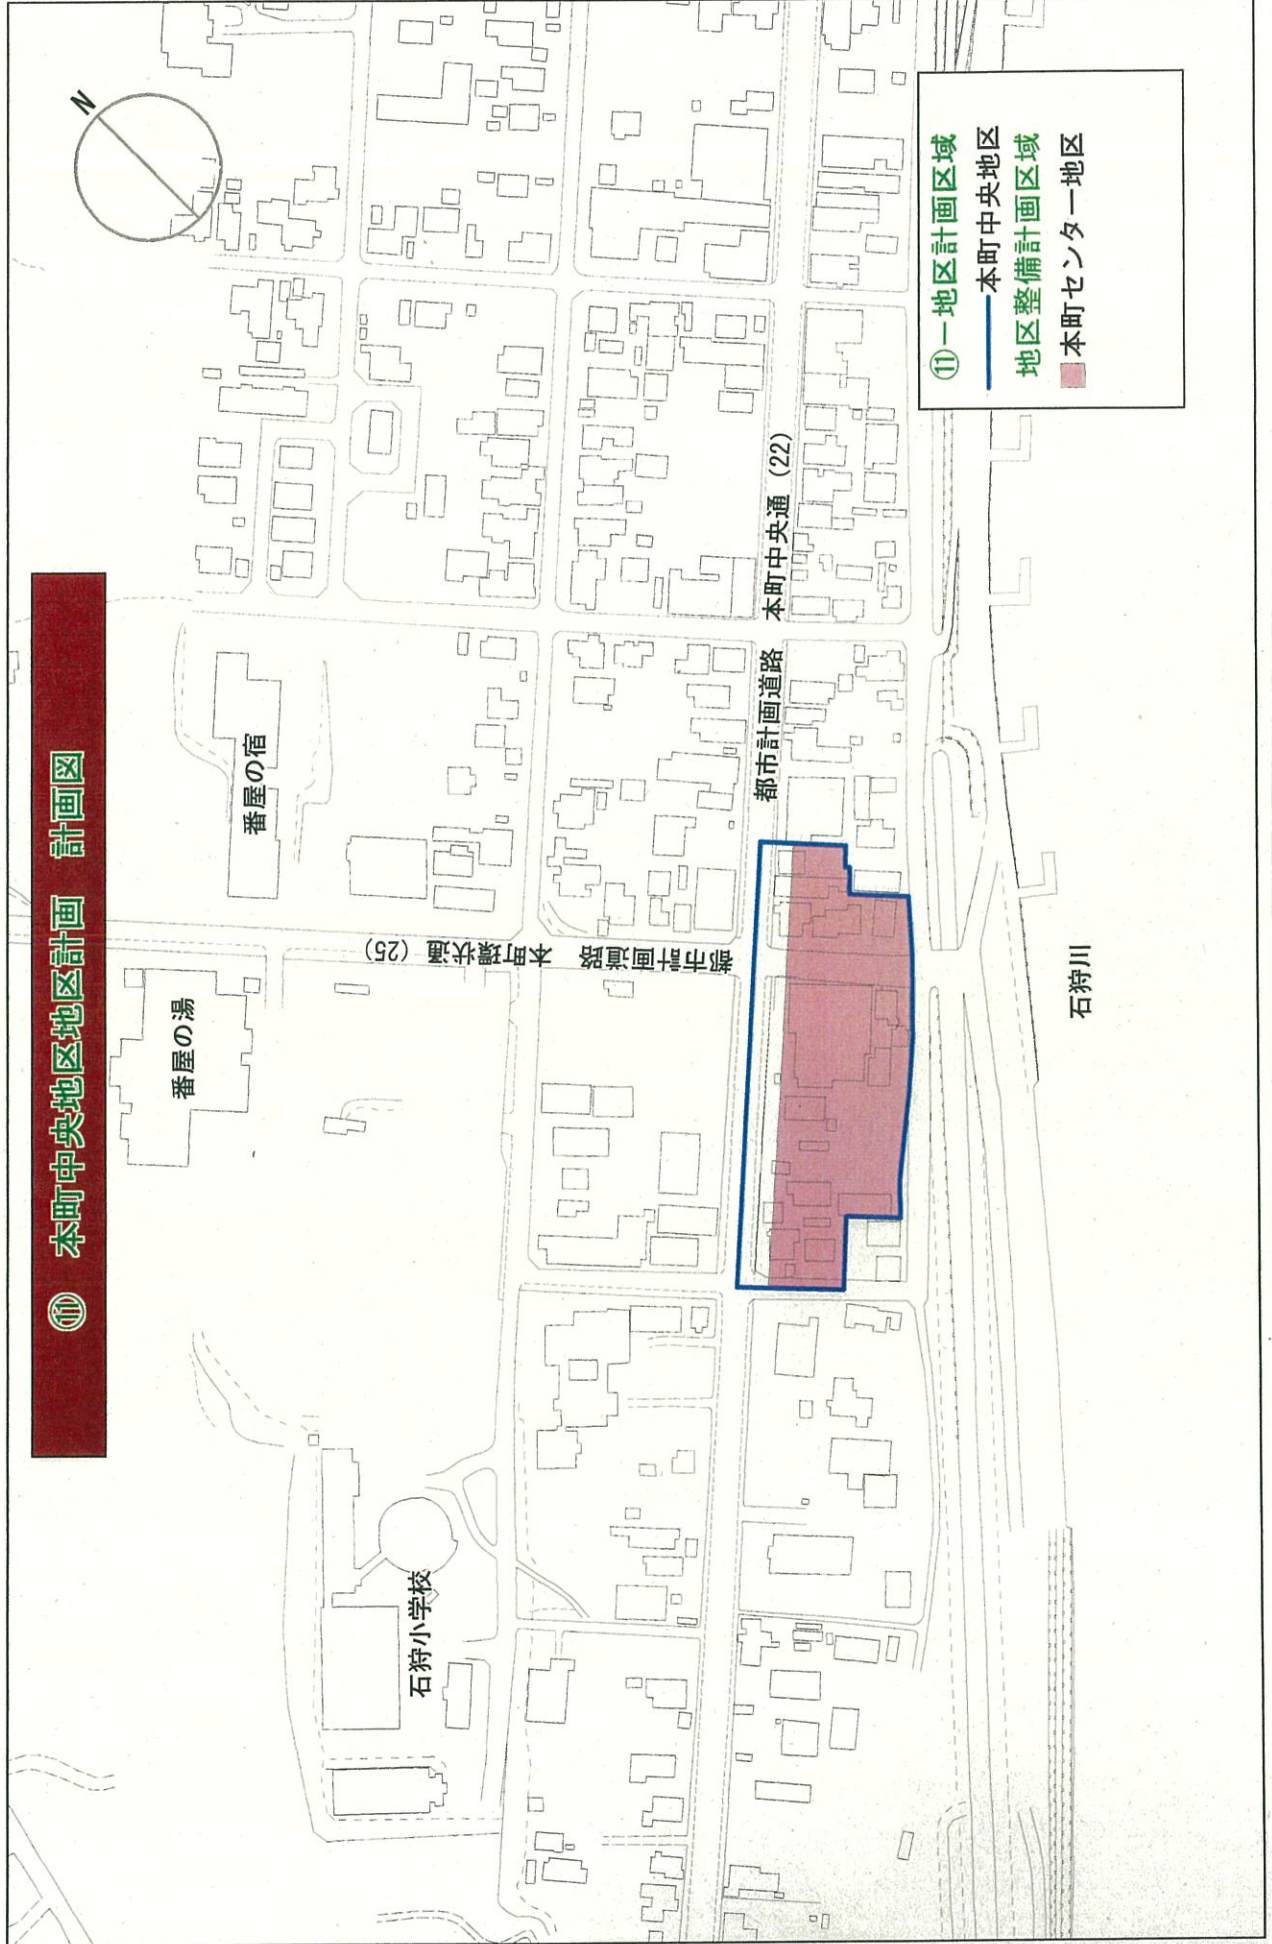 ⑪ 本町中央地区地区計画 計画図
N
番屋の湯
番屋の宿
石狩小学校
都市計画道路 本町環状通（25）
都市計画道路 本町中央通（22）
石狩川
⑪－地区計画区域
本町中央地区
地区整備計画区域
本町センター地区